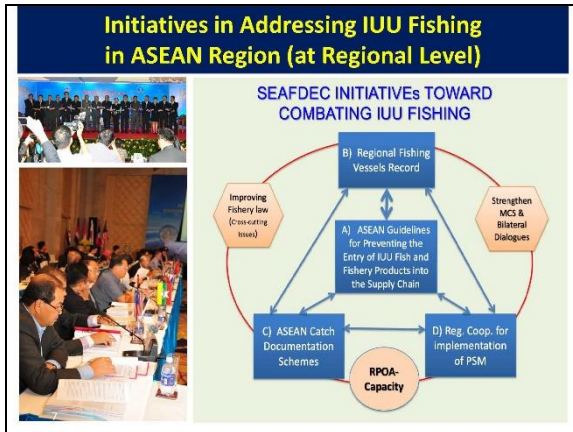 Initiatives in Addressing IUU Fishing
in ASEAN Region (at Regional Level)
SEAFDEC INITIATIVEs TOWARD
COMBATING IUU FISHING
B) Regional Fishing
Vessels Record
Improving
Fishery law
(Cross-cutting
Issues)
Strengthen
MCS &
Bilateral
Dialogues
A) ASEAN Guidelines
for Preventing the
Entry of IUU Fish and
Fishery Products into
the Supply Chain
C) ASEAN Catch
Documentation
Schemes
D) Reg. Coop. for
implementation
of PSM
RPOA-
Capacity